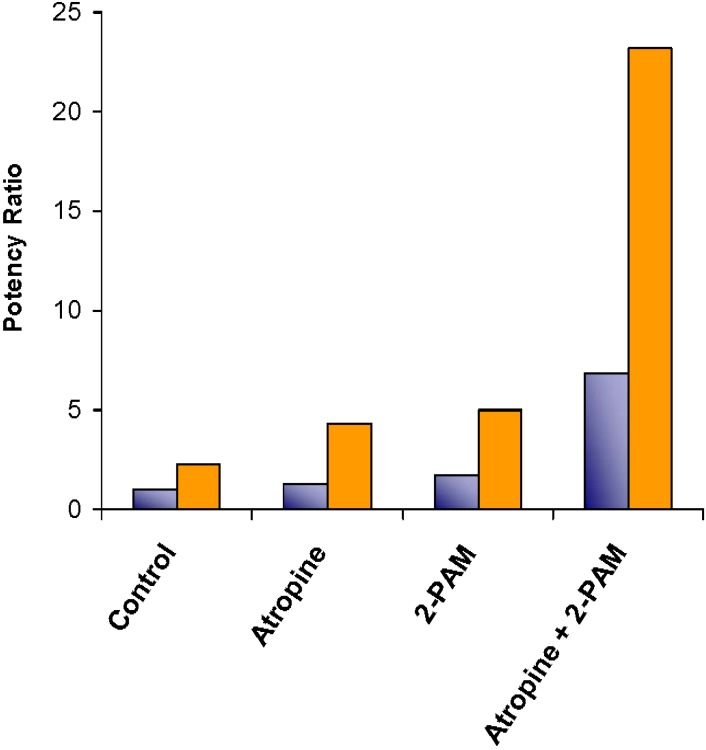 25
20
15
10
5
0
Potency Ratio
Control
Atropine
2-PAM
Atropine + 2-PAM